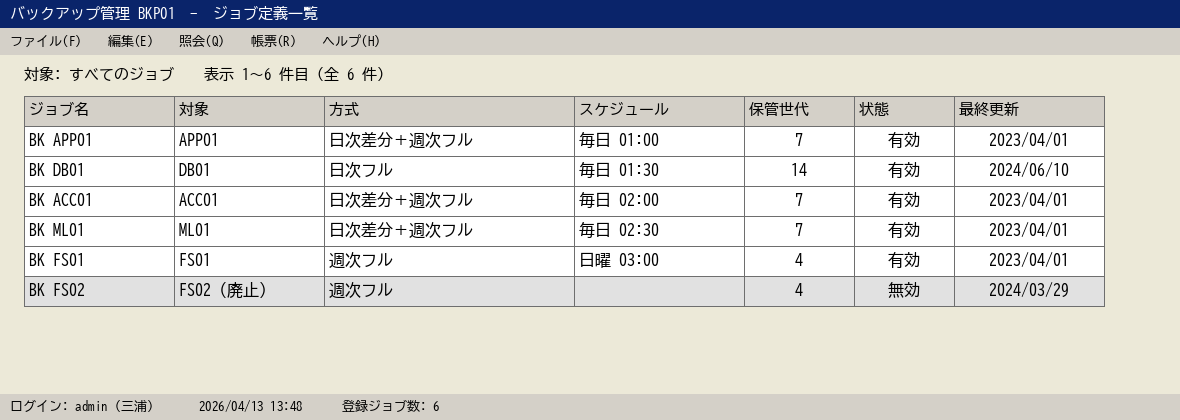 バックアップ管理 BKP01 - ジョブ定義一覧
ファイル(F) 編集(E) 照会(Q) 帳票(R) ヘルプ(H)
対象: すべてのジョブ 表示 1～6 件目（全 6 件）
ジョブ名 対象 方式 スケジュール 保管世代 状態 最終更新
BK APP01 APP01 日次差分＋週次フル 毎日 01:00 7 有効 2023/04/01
BK DB01 DB01 日次フル 毎日 01:30 14 有効 2024/06/10
BK ACC01 ACC01 日次差分＋週次フル 毎日 02:00 7 有効 2023/04/01
BK ML01 ML01 日次差分＋週次フル 毎日 02:30 7 有効 2023/04/01
BK FS01 FS01 週次フル 日曜 03:00 4 有効 2023/04/01
BK FS02 FS02（廃止） 週次フル 4 無効 2024/03/29
ログイン: admin（三浦） 2026/04/13 13:48 登録ジョブ数: 6